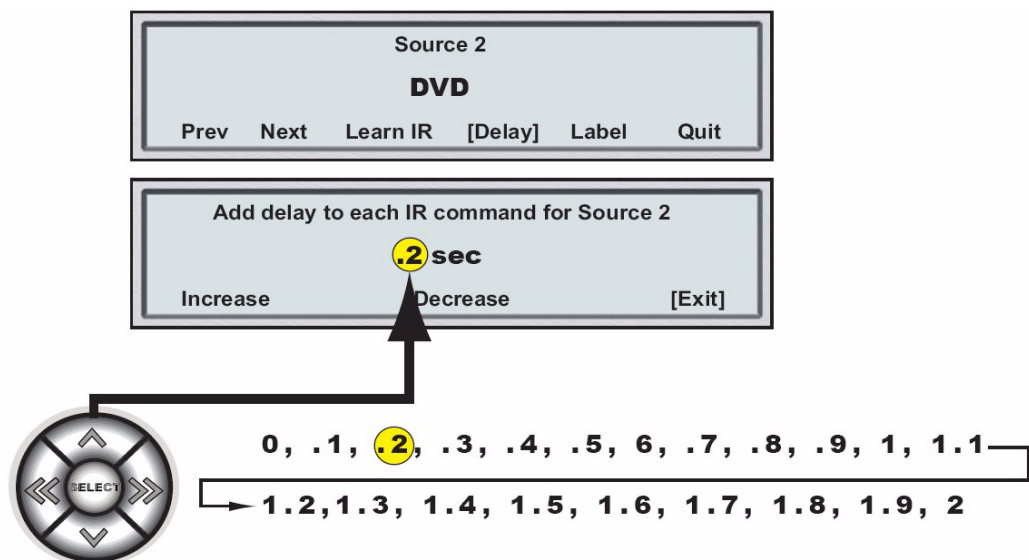 Source 2
DVD
Prev Next Learn IR [Delay] Label Quit
Add delay to each IR command for Source 2
.2 sec
Increase Decrease [Exit]
SELECT
0, .1, .2, .3, .4, .5, 6, .7, .8, .9, 1, 1.1
1.2,1.3, 1.4, 1.5, 1.6, 1.7, 1.8, 1.9, 2